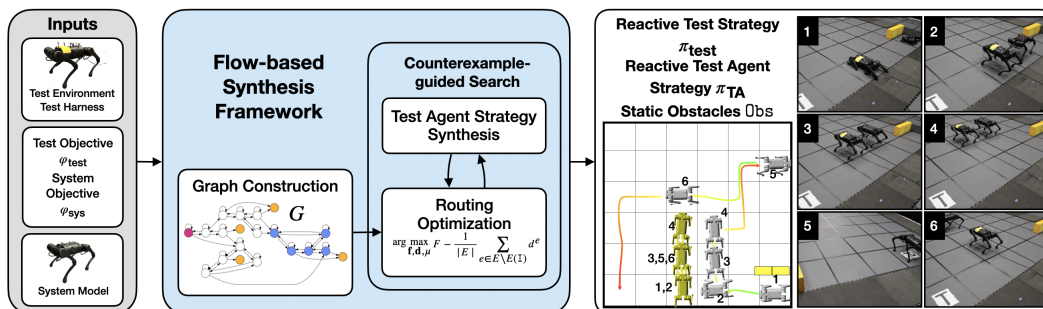 Inputs
Test Environment
Test Harness
Test Objective
φtest
System
Objective
φsys
System Model
Flow-based
Synthesis
Framework
Graph Construction
G
Counterexample-
guided Search
Test Agent Strategy
Synthesis
Routing
Optimization
arg max f,d,μ F − 1/|E| ∑ e∈E\E(𝕀) d^e
Reactive Test Strategy
πtest
Reactive Test Agent
Strategy πTA
Static Obstacles Obs
6
5
4
4
3,5,6
3
1,2
2
1
1
2
3
4
5
6
T
T
T
T
T